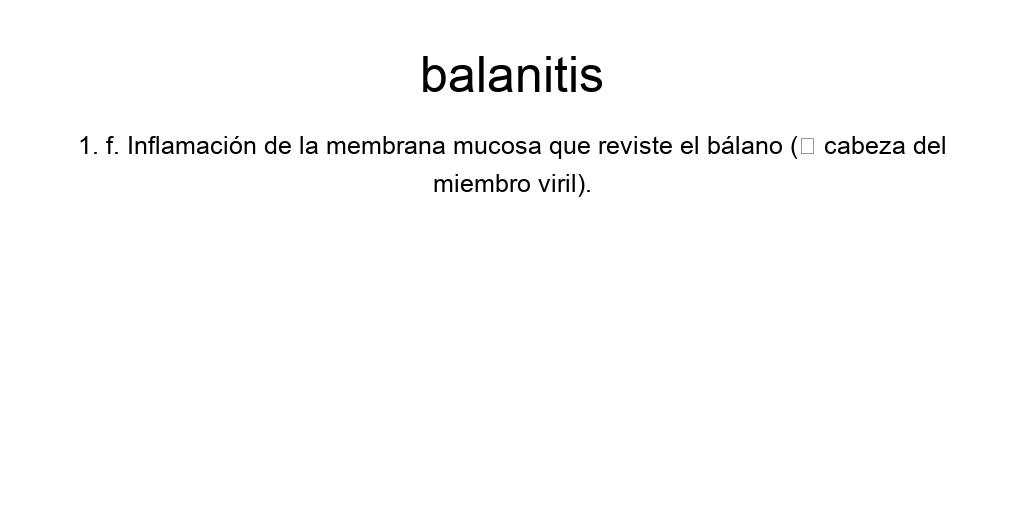 balanitis
1. f. Inflamación de la membrana mucosa que reviste el bálano (□ cabeza del
miembro viril).